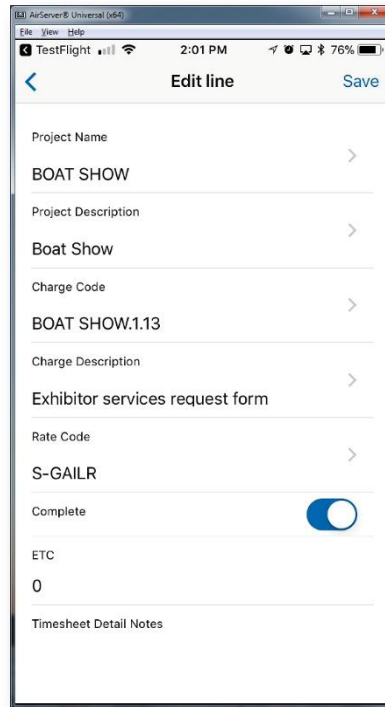 AirServer® Universal (x64)
File View Help
TestFlight 2:01 PM 76%
Edit line Save
Project Name
BOAT SHOW
Project Description
Boat Show
Charge Code
BOAT SHOW.1.13
Charge Description
Exhibitor services request form
Rate Code
S-GAILR
Complete
ETC
0
Timesheet Detail Notes